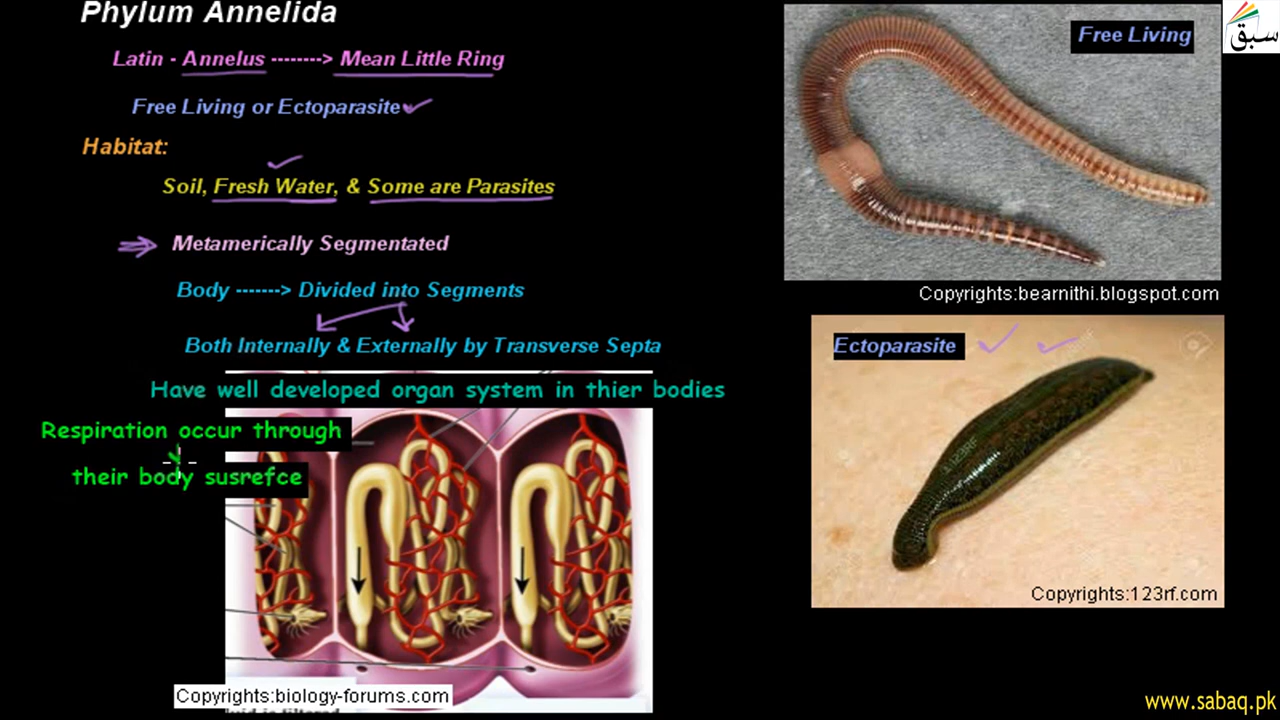 Phylum Annelida
Latin - Annelus --------> Mean Little Ring
Free Living or Ectoparasite
Habitat:
Soil, Fresh Water, & Some are Parasites
Metamerically Segmentated
Body -------> Divided into Segments
Both Internally & Externally by Transverse Septa
Have well developed organ system in thier bodies
Respiration occur through
their body susrefce
Copyrights:biology-forums.com
Free Living
سبق
Copyrights:bearnithi.blogspot.com
Ectoparasite
123RF
Copyrights:123rf.com
www.sabaq.pk